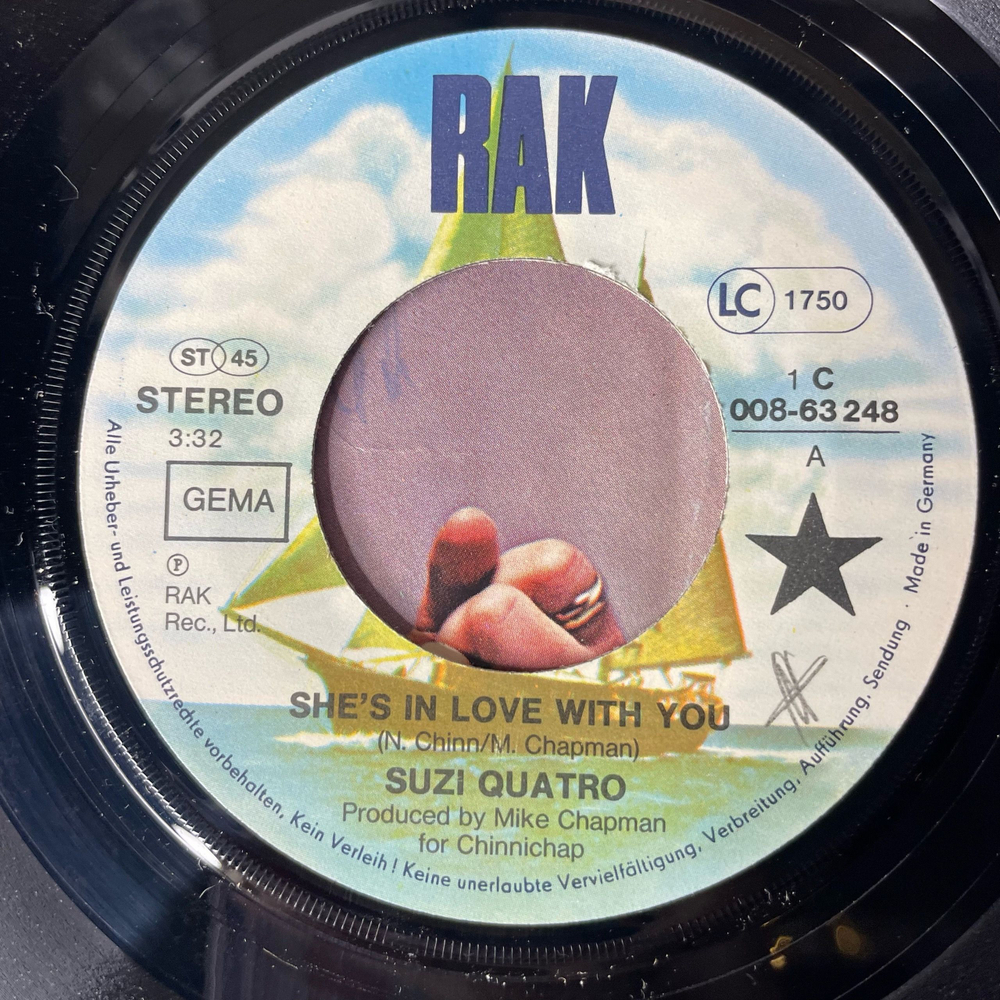 RAK
LC 1750
ST 45
STEREO
3:32
GEMA
℗
RAK
Rec., Ltd.
1 C
008-63 248
A
SHE'S IN LOVE WITH YOU
(N. Chinn/M. Chapman)
SUZI QUATRO
Produced by Mike Chapman
for Chinnichap
Alle Urheber- und Leistungsschutzrechte vorbehalten, Kein Verleih! Keine unerlaubte Vervielfältigung, Verbreitung, Aufführung, Sendung · Made in Germany